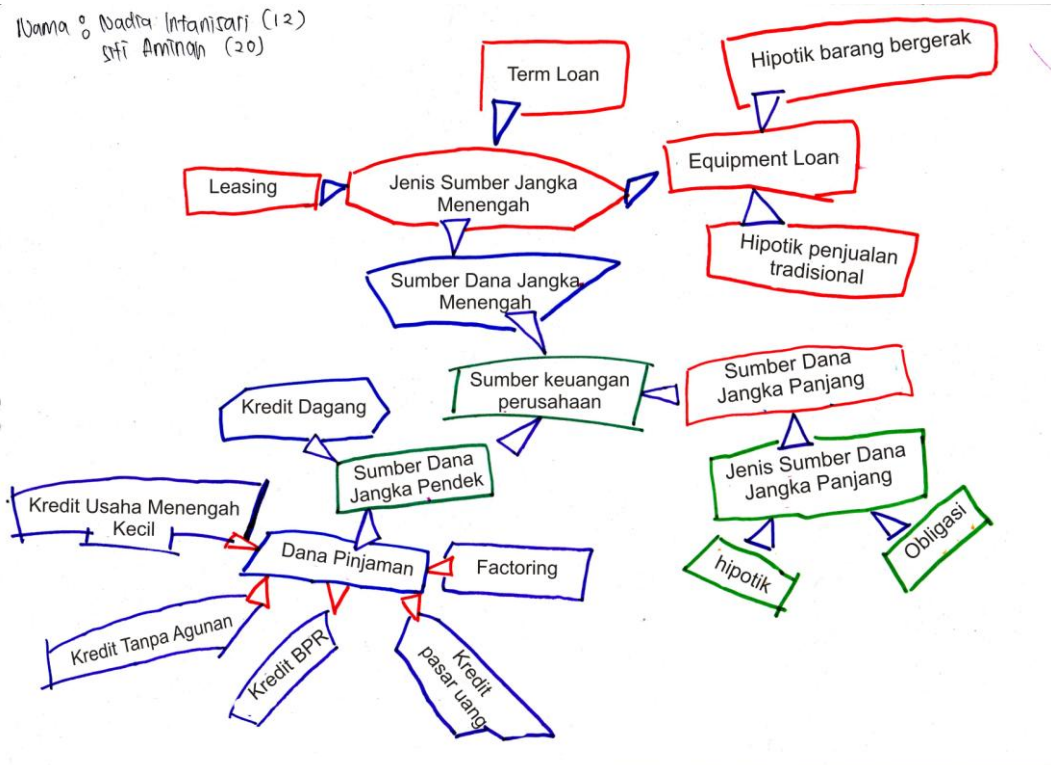 Nama : Nadia Intanisari (12)
Siti Aminah (20)
Term Loan
Hipotik barang bergerak
Leasing
Jenis Sumber Jangka
Menengah
Equipment Loan
Hipotik penjualan
tradisional
Sumber Dana Jangka
Menengah
Sumber keuangan
perusahaan
Sumber Dana
Jangka Panjang
Kredit Dagang
Sumber Dana
Jangka Pendek
Jenis Sumber Dana
Jangka Panjang
Kredit Usaha Menengah
Kecil
Dana Pinjaman
Factoring
hipotik
Obligasi
Kredit Tanpa Agunan
Kredit BPR
Kredit
pasar uang